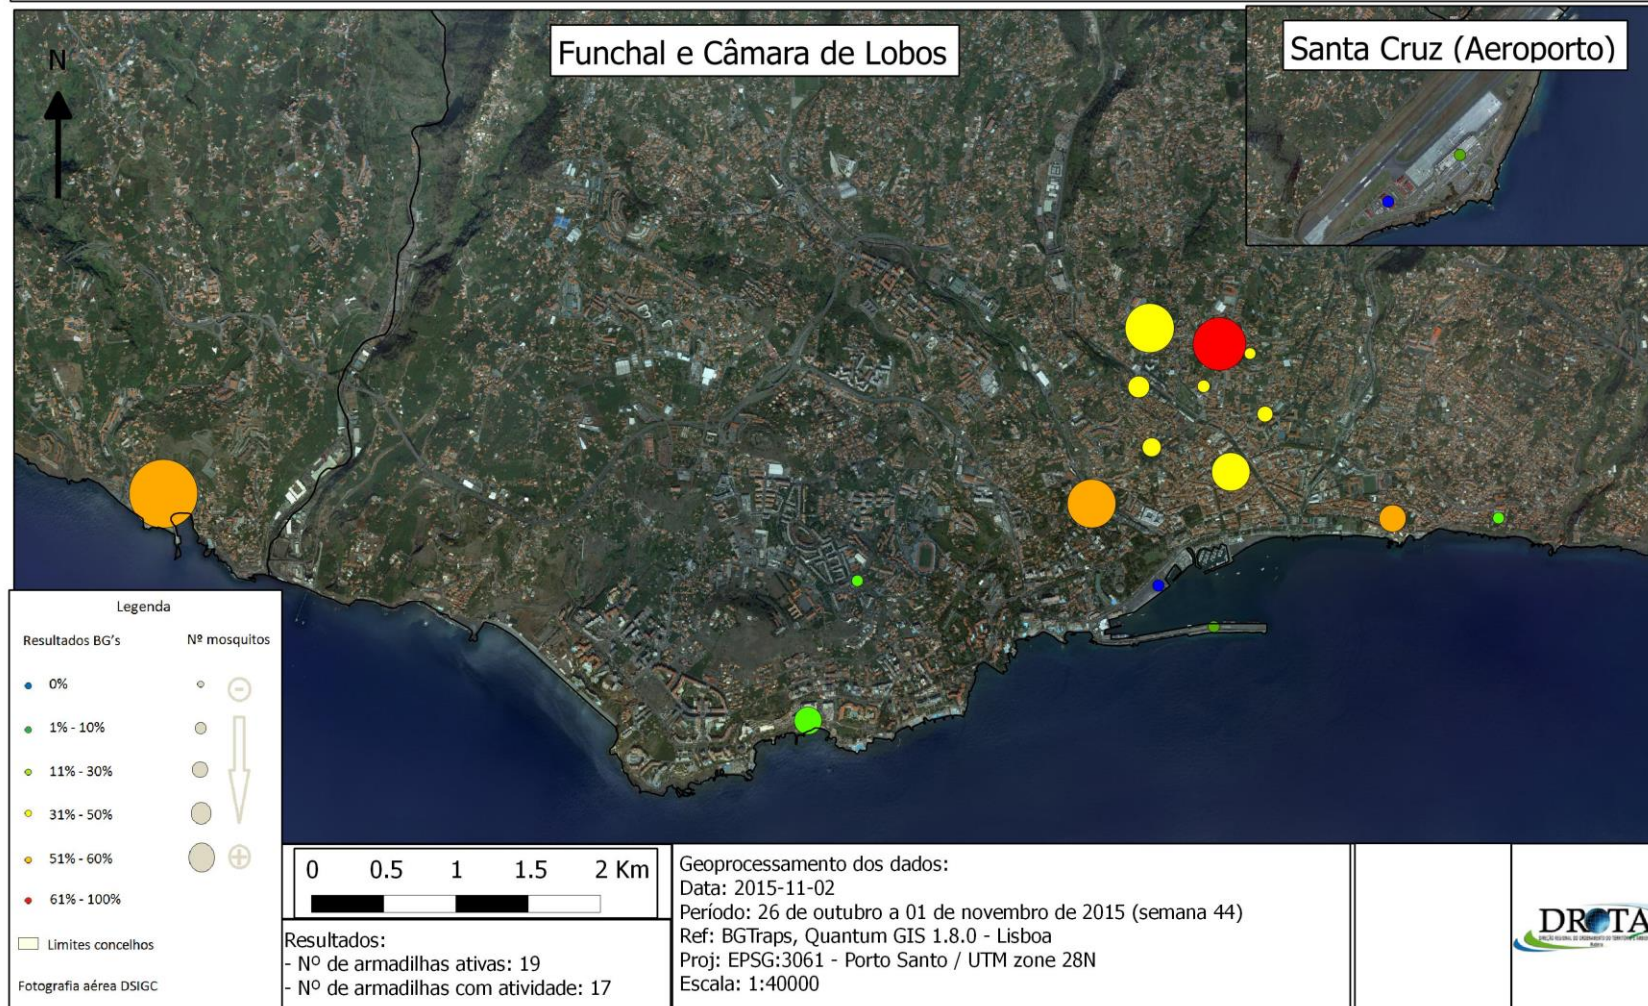 Funchal e Câmara de Lobos
Santa Cruz (Aeroporto)
N
Legenda
Resultados BG's Nº mosquitos
0%
1% - 10%
11% - 30%
31% - 50%
51% - 60%
61% - 100%
Limites concelhos
Fotografia aérea DSIGC
0 0.5 1 1.5 2 Km
Resultados:
- Nº de armadilhas ativas: 19
- Nº de armadilhas com atividade: 17
Geoprocessamento dos dados:
Data: 2015-11-02
Período: 26 de outubro a 01 de novembro de 2015 (semana 44)
Ref: BGTraps, Quantum GIS 1.8.0 - Lisboa
Proj: EPSG:3061 - Porto Santo / UTM zone 28N
Escala: 1:40000
DROTA